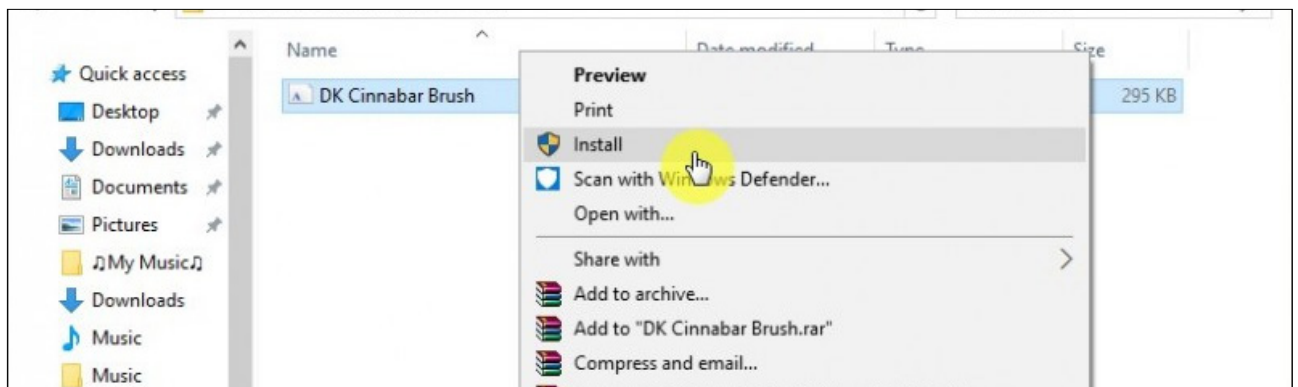 Name Date modified Type Size
Quick access
DK Cinnabar Brush 295 KB
Desktop
Downloads
Documents
Pictures
♫My Music♫
Downloads
Music
Music
Preview
Print
Install
Scan with Windows Defender...
Open with...
Share with
Add to archive...
Add to "DK Cinnabar Brush.rar"
Compress and email...